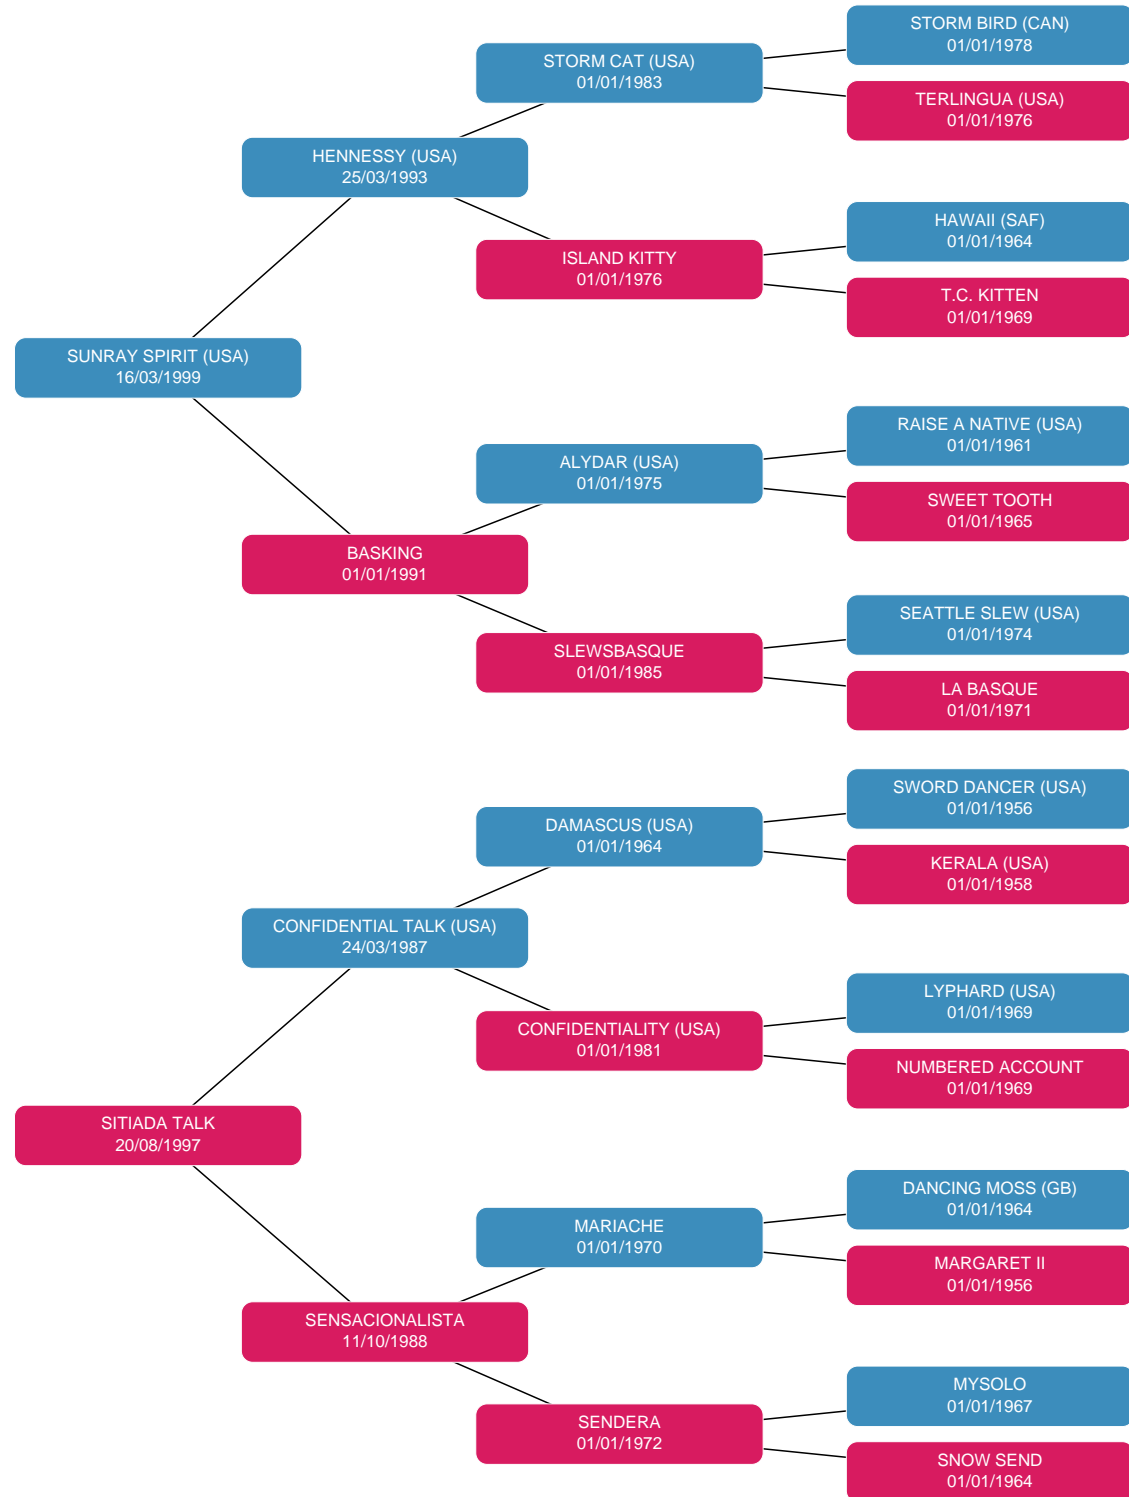 STORM BIRD (CAN)
01/01/1978
STORM CAT (USA)
01/01/1983
TERLINGUA (USA)
01/01/1976
HENNESSY (USA)
25/03/1993
HAWAII (SAF)
01/01/1964
ISLAND KITTY
01/01/1976
T.C. KITTEN
01/01/1969
SUNRAY SPIRIT (USA)
16/03/1999
RAISE A NATIVE (USA)
01/01/1961
ALYDAR (USA)
01/01/1975
SWEET TOOTH
01/01/1965
BASKING
01/01/1991
SEATTLE SLEW (USA)
01/01/1974
SLEWSBASQUE
01/01/1985
LA BASQUE
01/01/1971
SWORD DANCER (USA)
01/01/1956
DAMASCUS (USA)
01/01/1964
KERALA (USA)
01/01/1958
CONFIDENTIAL TALK (USA)
24/03/1987
LYPHARD (USA)
01/01/1969
CONFIDENTIALITY (USA)
01/01/1981
NUMBERED ACCOUNT
01/01/1969
SITIADA TALK
20/08/1997
DANCING MOSS (GB)
01/01/1964
MARIACHE
01/01/1970
MARGARET II
01/01/1956
SENSACIONALISTA
11/10/1988
MYSOLO
01/01/1967
SENDERA
01/01/1972
SNOW SEND
01/01/1964